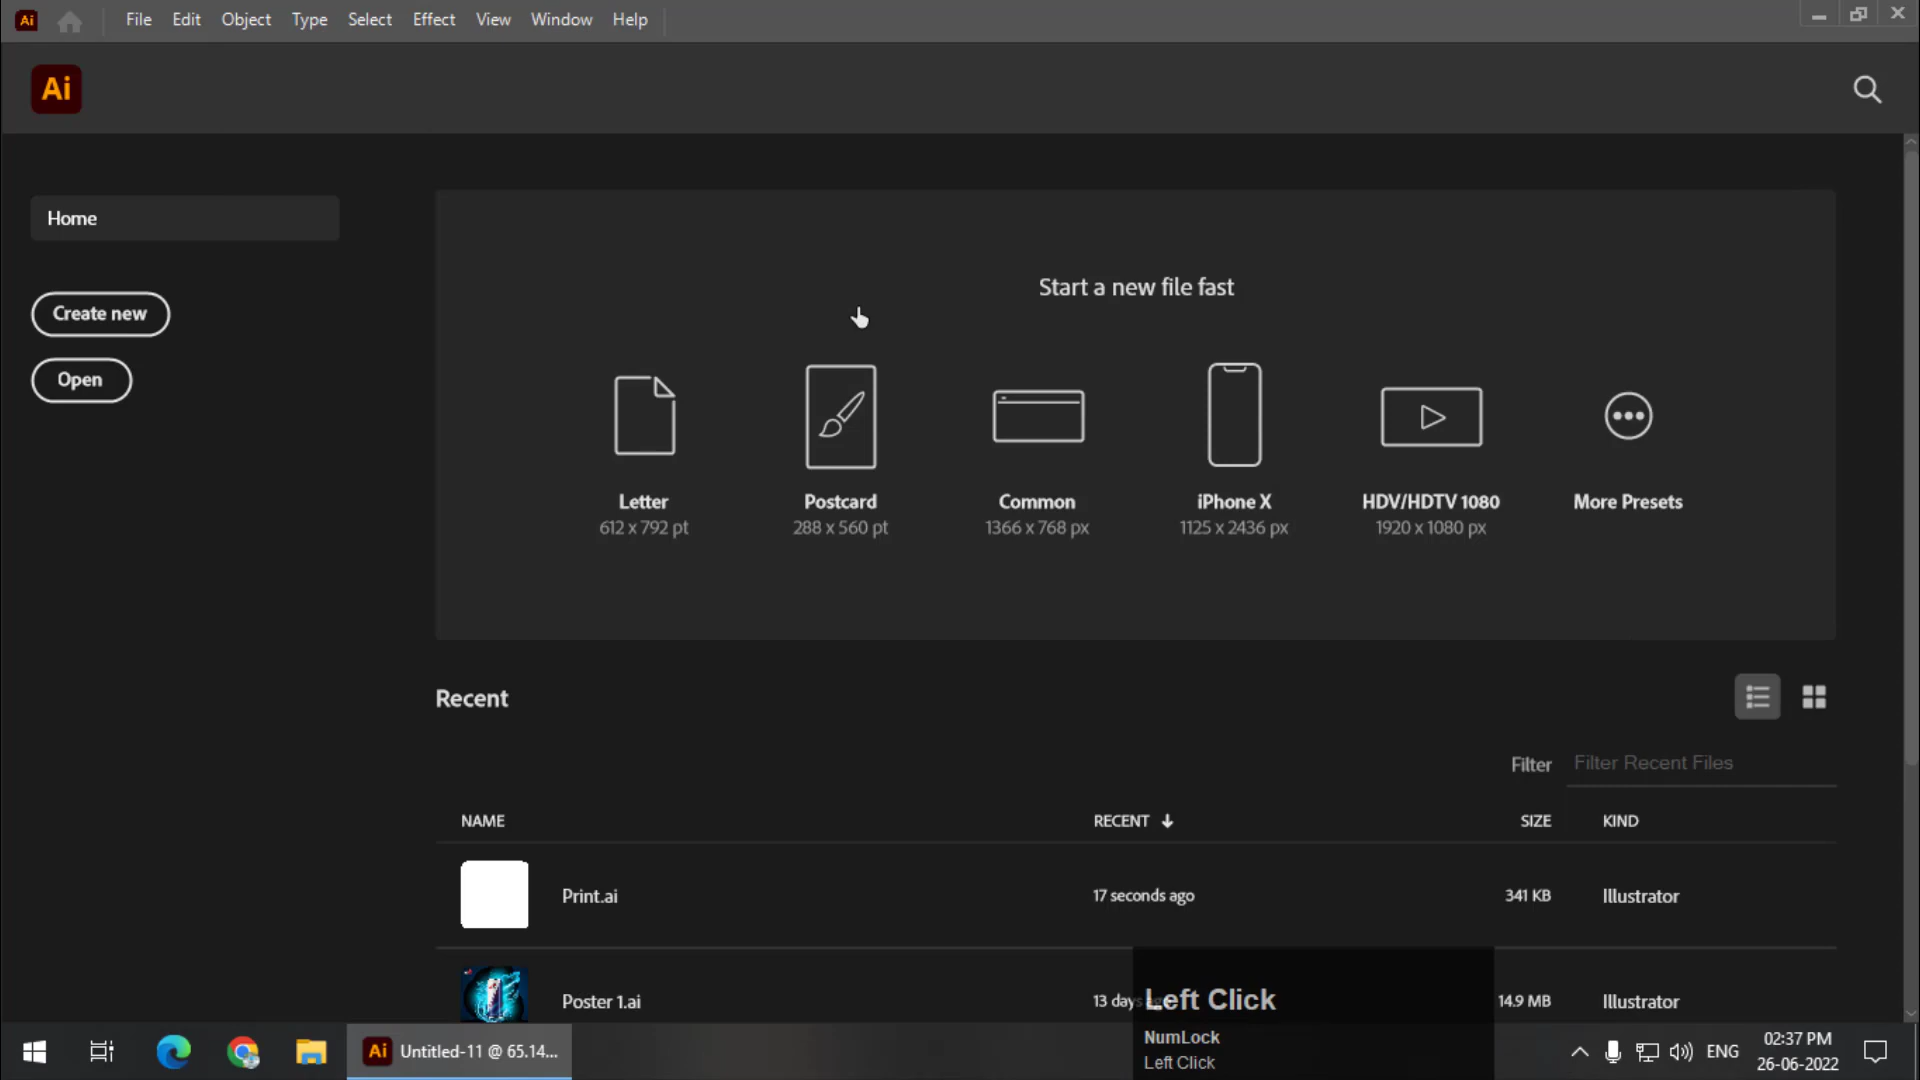 Ai File Edit Object Type Select Effect View Window Help
Ai
Home
Create new
Open
Start a new file fast
Letter
612 x 792 pt
Postcard
288 x 560 pt
Common
1366 x 768 px
iPhone X
1125 x 2436 px
HDV/HDTV 1080
1920 x 1080 px
More Presets
Recent
Filter Filter Recent Files
NAME RECENT SIZE KIND
Print.ai 17 seconds ago 341 KB Illustrator
Poster 1.ai 13 days ago 14.9 MB Illustrator
Left Click
NumLock
Left Click
Ai Untitled-11 @ 65.14...
ENG
02:37 PM
26-06-2022